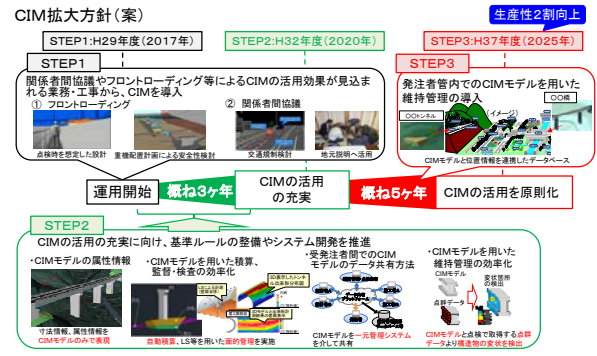 CIM拡大方針（案）
生産性2割向上
STEP1:H29年度（2017年）
STEP2:H32年度（2020年）
STEP3:H37年度（2025年）
STEP1
関係者間協議やフロントローディング等によるCIMの活用効果が見込ま
れる業務・工事から、CIMを導入
① フロントローディング
② 関係者間協議
点検時を想定した設計
重機配置計画による安全性検討
交通規制検討
地元説明へ活用
STEP3
発注者管内でのCIMモデルを用いた
維持管理の導入
（イメージ）
〇〇橋
〇〇トンネル
CIMモデルと位置情報を連携したデータベース
運用開始
概ね3ヶ年
CIMの活用
の充実
概ね5ヶ年
CIMの活用を原則化
STEP2
CIMの活用の充実に向け、基準ルールの整備やシステム開発を推進
・CIMモデルの属性情報
寸法情報、属性情報を
CIMモデルのみで表現
・CIMモデルを用いた積算、
監督・検査の効率化
自動積算、LS等を用いた面的管理を実施
・受発注者間でのCIM
モデルのデータ共有方法
CIMモデルを一元管理システム
を介して共有
・CIMモデルを用いた
維持管理の効率化
CIMモデル
点群データ
変状箇所
の検出
CIMモデルと点検で取得する点群
データより構造物の変状を検出